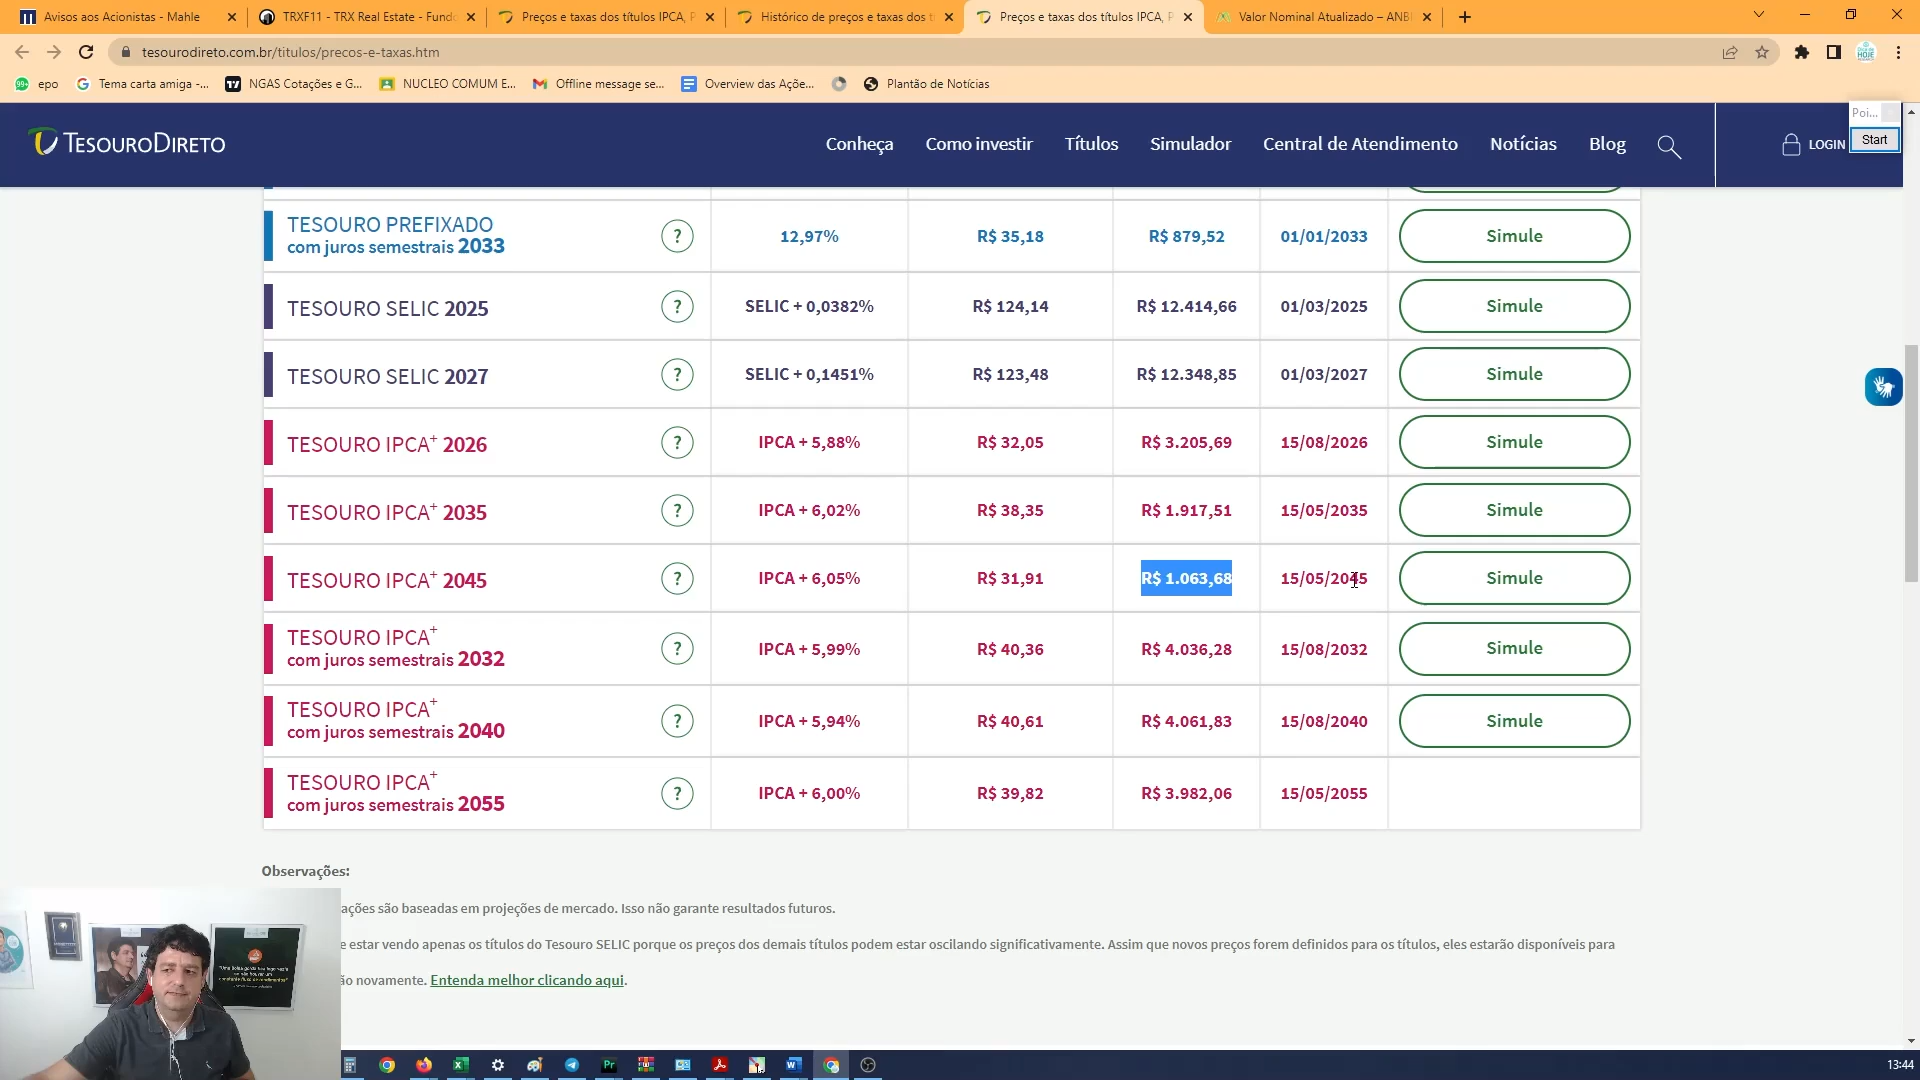 Avisos aos Acionistas - Mahle
TRXF11 - TRX Real Estate - Fund
Preços e taxas dos títulos IPCA, P
Histórico de preços e taxas dos t
Preços e taxas dos títulos IPCA, P
Valor Nominal Atualizado – ANBI
tesourodireto.com.br/titulos/precos-e-taxas.htm
99+
epo
Tema carta amiga -...
NGAS Cotações e G...
NUCLEO COMUM E...
Offline message se...
Overview das Açõe...
Plantão de Notícias
TESOURODIRETO
Conheça
Como investir
Títulos
Simulador
Central de Atendimento
Notícias
Blog
LOGIN
Poi...
Start
TESOURO PREFIXADO
com juros semestrais 2033
? 12,97% R$ 35,18 R$ 879,52 01/01/2033 Simule
TESOURO SELIC 2025 ? SELIC + 0,0382% R$ 124,14 R$ 12.414,66 01/03/2025 Simule
TESOURO SELIC 2027 ? SELIC + 0,1451% R$ 123,48 R$ 12.348,85 01/03/2027 Simule
TESOURO IPCA+ 2026 ? IPCA + 5,88% R$ 32,05 R$ 3.205,69 15/08/2026 Simule
TESOURO IPCA+ 2035 ? IPCA + 6,02% R$ 38,35 R$ 1.917,51 15/05/2035 Simule
TESOURO IPCA+ 2045 ? IPCA + 6,05% R$ 31,91 R$ 1.063,68 15/05/2045 Simule
TESOURO IPCA+
com juros semestrais 2032
? IPCA + 5,99% R$ 40,36 R$ 4.036,28 15/08/2032 Simule
TESOURO IPCA+
com juros semestrais 2040
? IPCA + 5,94% R$ 40,61 R$ 4.061,83 15/08/2040 Simule
TESOURO IPCA+
com juros semestrais 2055
? IPCA + 6,00% R$ 39,82 R$ 3.982,06 15/05/2055
Observações:
ações são baseadas em projeções de mercado. Isso não garante resultados futuros.
e estar vendo apenas os títulos do Tesouro SELIC porque os preços dos demais títulos podem estar oscilando significativamente. Assim que novos preços forem definidos para os títulos, eles estarão disponíveis para
ão novamente. Entenda melhor clicando aqui.
13:44